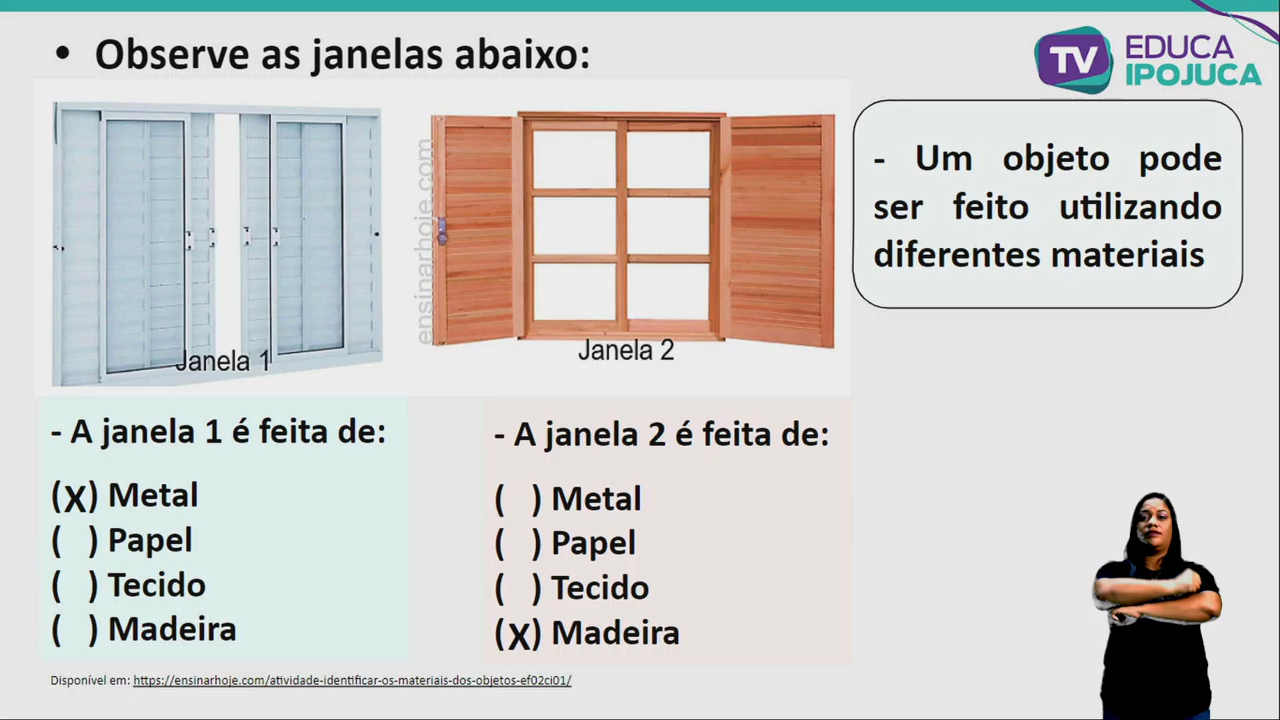 • Observe as janelas abaixo:
TV EDUCA
IPOJUCA
ensinarhoje.com
Janela 1
Janela 2
- Um objeto pode
ser feito utilizando
diferentes materiais
- A janela 1 é feita de:
(X) Metal
( ) Papel
( ) Tecido
( ) Madeira
- A janela 2 é feita de:
( ) Metal
( ) Papel
( ) Tecido
(X) Madeira
Disponível em: https://ensinarhoje.com/atividade-identificar-os-materiais-dos-objetos-ef02ci01/